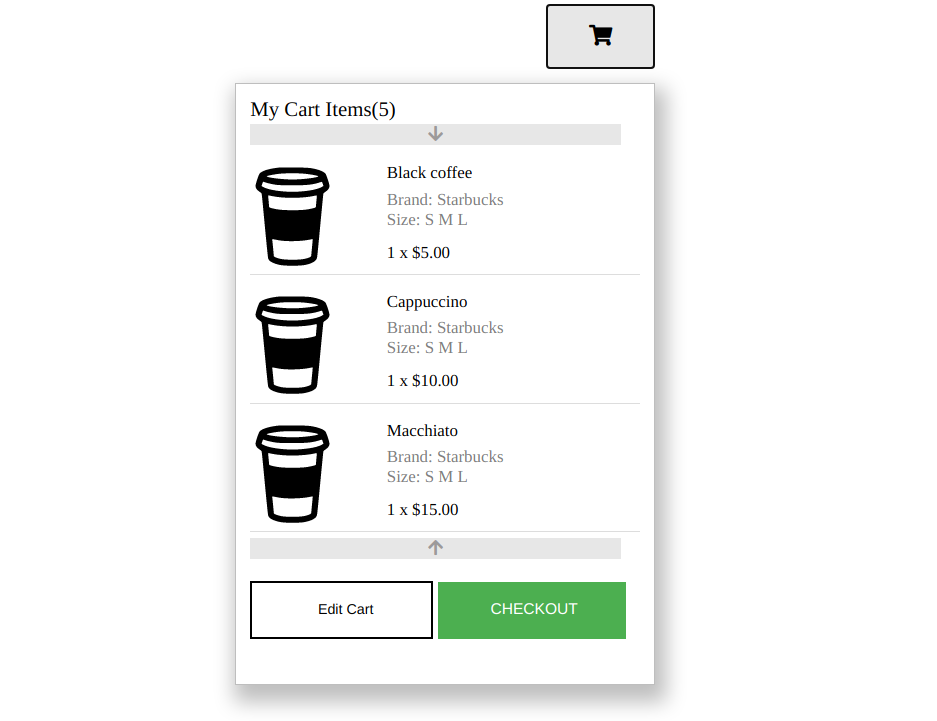 My Cart Items(5)
Black coffee
Brand: Starbucks
Size: S M L
1 x $5.00
Cappuccino
Brand: Starbucks
Size: S M L
1 x $10.00
Macchiato
Brand: Starbucks
Size: S M L
1 x $15.00
Edit Cart CHECKOUT